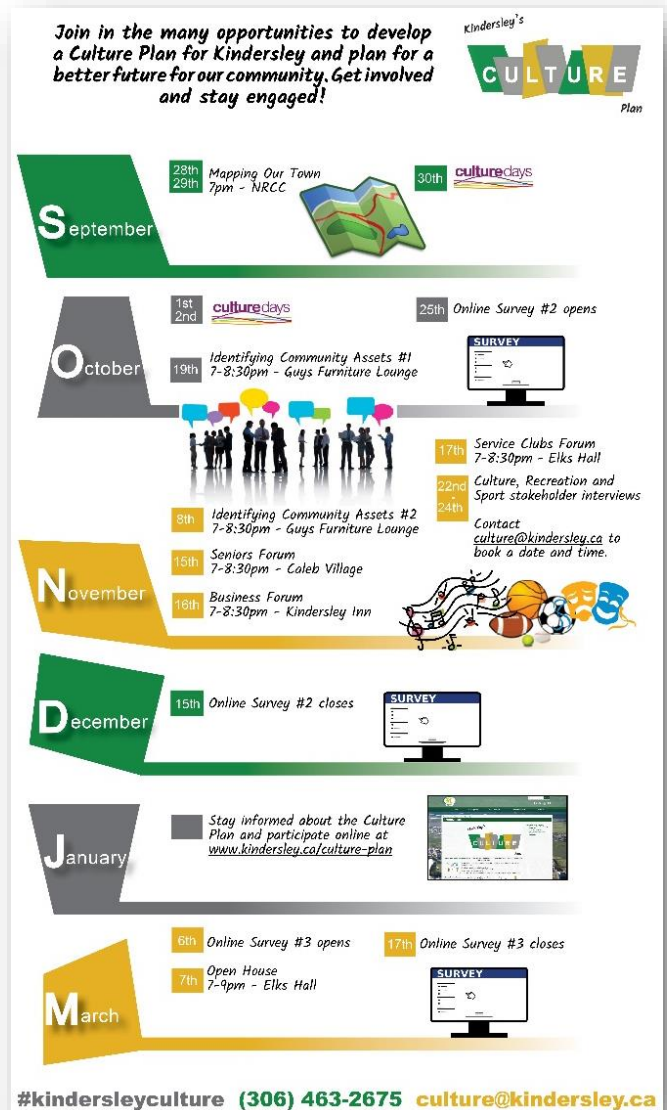 Join in the many opportunities to develop
a Culture Plan for Kindersley and plan for a
better future for our community. Get involved
and stay engaged!
Kindersley's
CULTURE
Plan
September
28th
29th
Mapping Our Town
7pm - NRCC
30th
culturedays
October
1st
2nd
culturedays
19th
Identifying Community Assets #1
7-8:30pm - Guys Furniture Lounge
25th
Online Survey #2 opens
SURVEY
November
8th
Identifying Community Assets #2
7-8:30pm - Guys Furniture Lounge
15th
Seniors Forum
7-8:30pm - Caleb Village
16th
Business Forum
7-8:30pm - Kindersley Inn
17th
Service Clubs Forum
7-8:30pm - Elks Hall
22nd
-
24th
Culture, Recreation and
Sport stakeholder interviews
Contact
culture@kindersley.ca to
book a date and time.
December
15th
Online Survey #2 closes
SURVEY
January
Stay informed about the Culture
Plan and participate online at
www.kindersley.ca/culture-plan
CULTURE
March
6th
Online Survey #3 opens
7th
Open House
7-9pm - Elks Hall
17th
Online Survey #3 closes
SURVEY
#kindersleyculture (306) 463-2675 culture@kindersley.ca